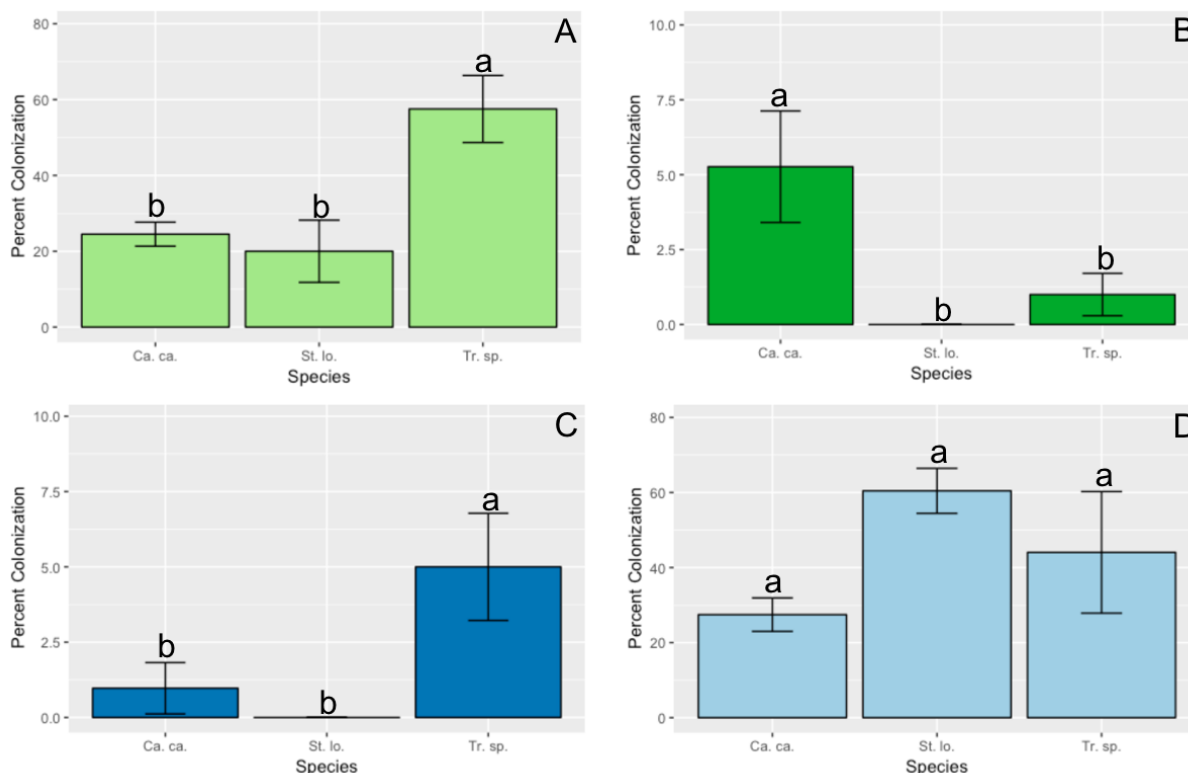 A
Percent Colonization
80
60
40
20
0
b
b
a
Ca. ca.
St. lo.
Tr. sp.
Species
B
Percent Colonization
10.0
7.5
5.0
2.5
0.0
a
b
b
Ca. ca.
St. lo.
Tr. sp.
Species
C
Percent Colonization
10.0
7.5
5.0
2.5
0.0
b
b
a
Ca. ca.
St. lo.
Tr. sp.
Species
D
Percent Colonization
80
60
40
20
0
a
a
a
Ca. ca.
St. lo.
Tr. sp.
Species